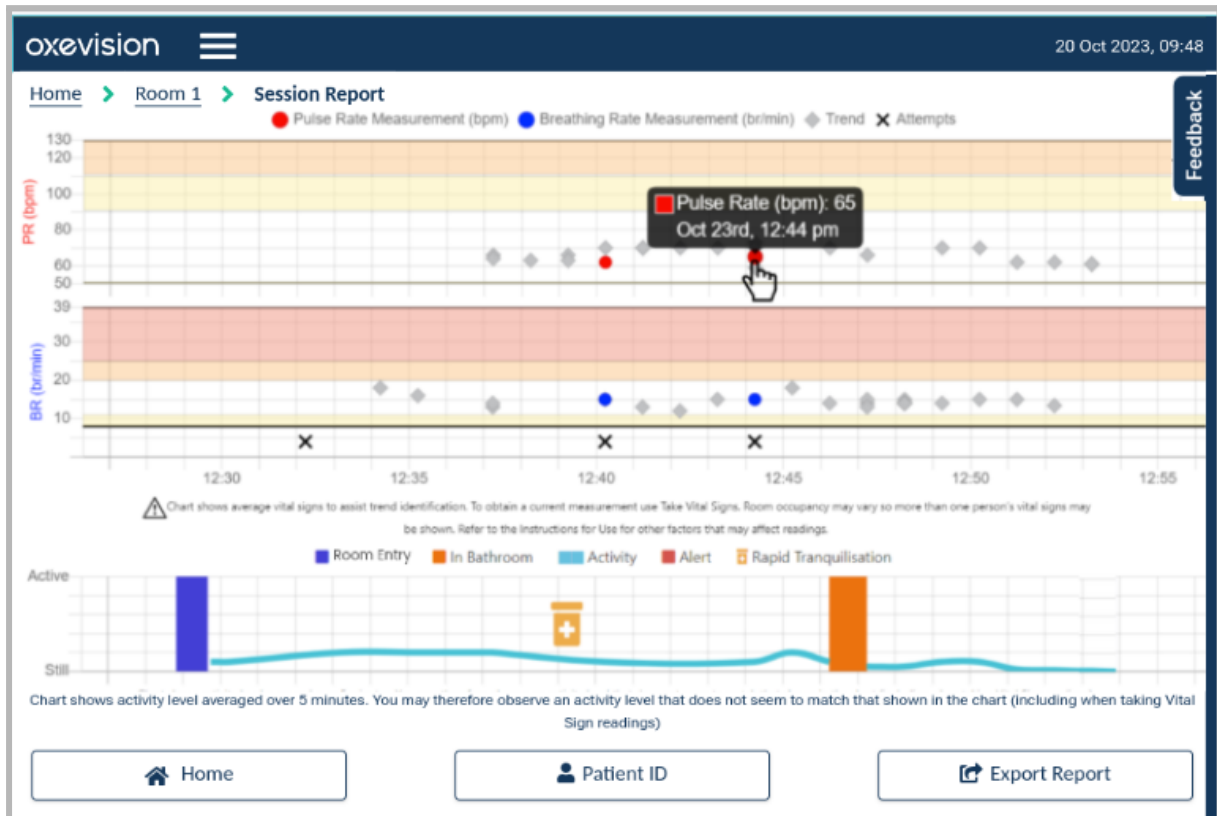 oxevision
20 Oct 2023, 09:48
Home > Room 1 > Session Report
Feedback
Pulse Rate Measurement (bpm) Breathing Rate Measurement (br/min) Trend Attempts
PR (bpm)
130
120
100
80
60
50
Pulse Rate (bpm): 65
Oct 23rd, 12:44 pm
BR (br/min)
39
30
20
10
12:30 12:35 12:40 12:45 12:50 12:55
Chart shows average vital signs to assist trend identification. To obtain a current measurement use Take Vital Signs. Room occupancy may vary so more than one person's vital signs may
be shown. Refer to the Instructions for Use for other factors that may affect readings.
Room Entry In Bathroom Activity Alert Rapid Tranquilisation
Active
Still
Chart shows activity level averaged over 5 minutes. You may therefore observe an activity level that does not seem to match that shown in the chart (including when taking Vital
Sign readings)
Home Patient ID Export Report